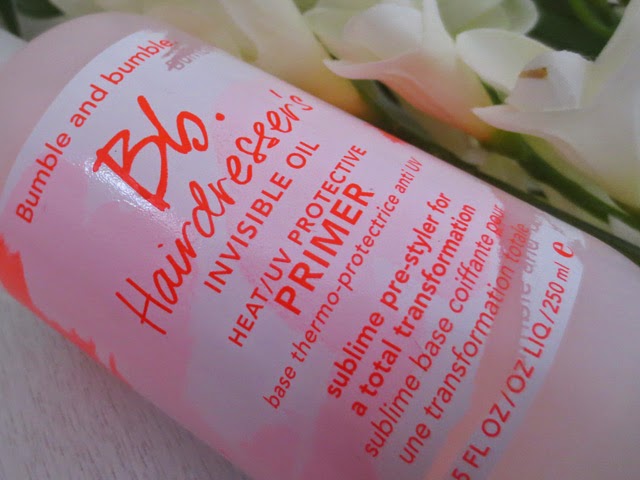 Bumble and bumble
Bb.
Hairdresser's
INVISIBLE OIL
HEAT/UV PROTECTIVE
PRIMER
base thermo-protectrice anti UV
sublime pre-styler for
a total transformation
sublime base coiffante pour
une transformation totale
5 FL OZ/OZ LIQ/250 ml e